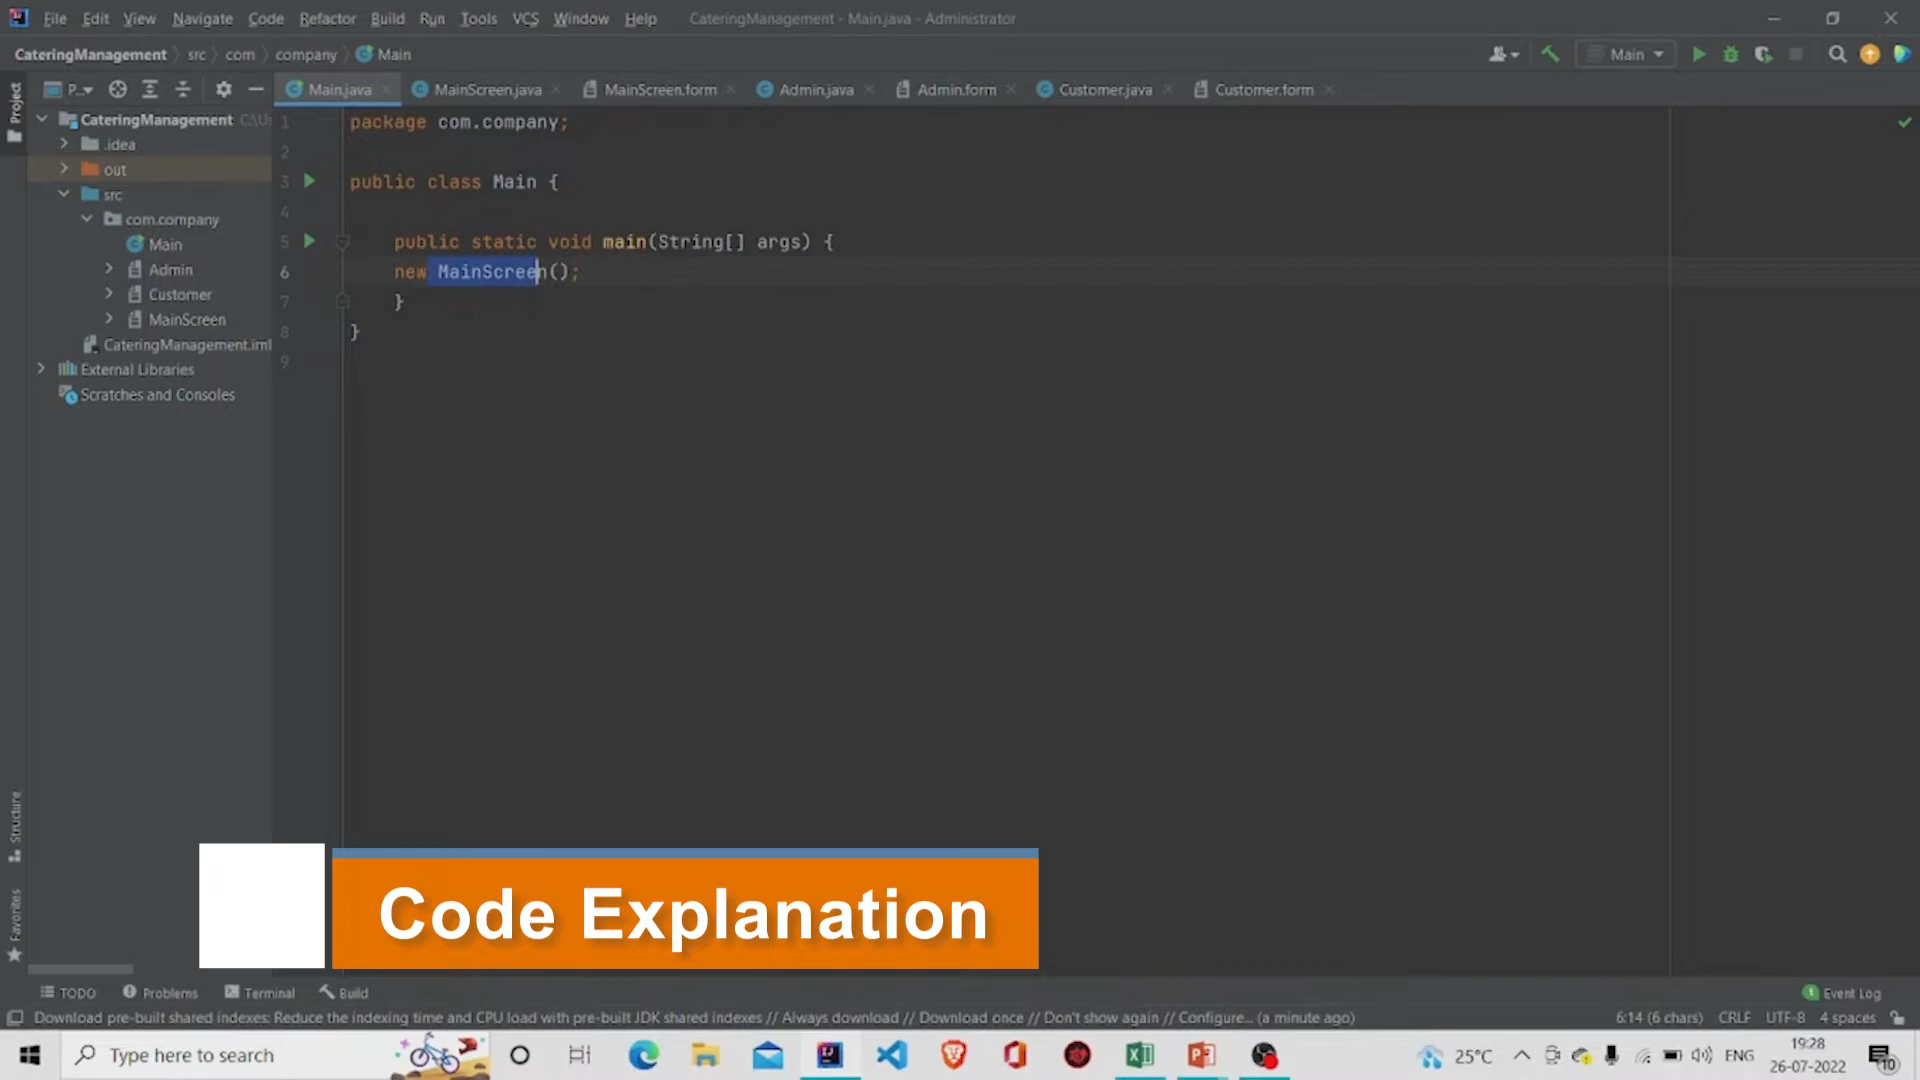 File Edit View Navigate Code Refactor Build Run Tools VCS Window Help CateringManagement - Main.java - Administrator
CateringManagement src com company Main
Main
P...
Main.java MainScreen.java MainScreen.form Admin.java Admin.form Customer.java Customer.form
Project
CateringManagement C:\U
.idea
out
src
com.company
Main
Admin
Customer
MainScreen
CateringManagement.iml
External Libraries
Scratches and Consoles
1 package com.company;
2
3 public class Main {
4
5 public static void main(String[] args) {
6 new MainScreen();
7 }
8 }
9
Structure
Favorites
Code Explanation
TODO Problems Terminal Build
1 Event Log
Download pre-built shared indexes: Reduce the indexing time and CPU load with pre-built JDK shared indexes // Always download // Download once // Don't show again // Configure... (a minute ago)
6:14 (6 chars) CRLF UTF-8 4 spaces
Type here to search
25°C
ENG
19:28
26-07-2022
10